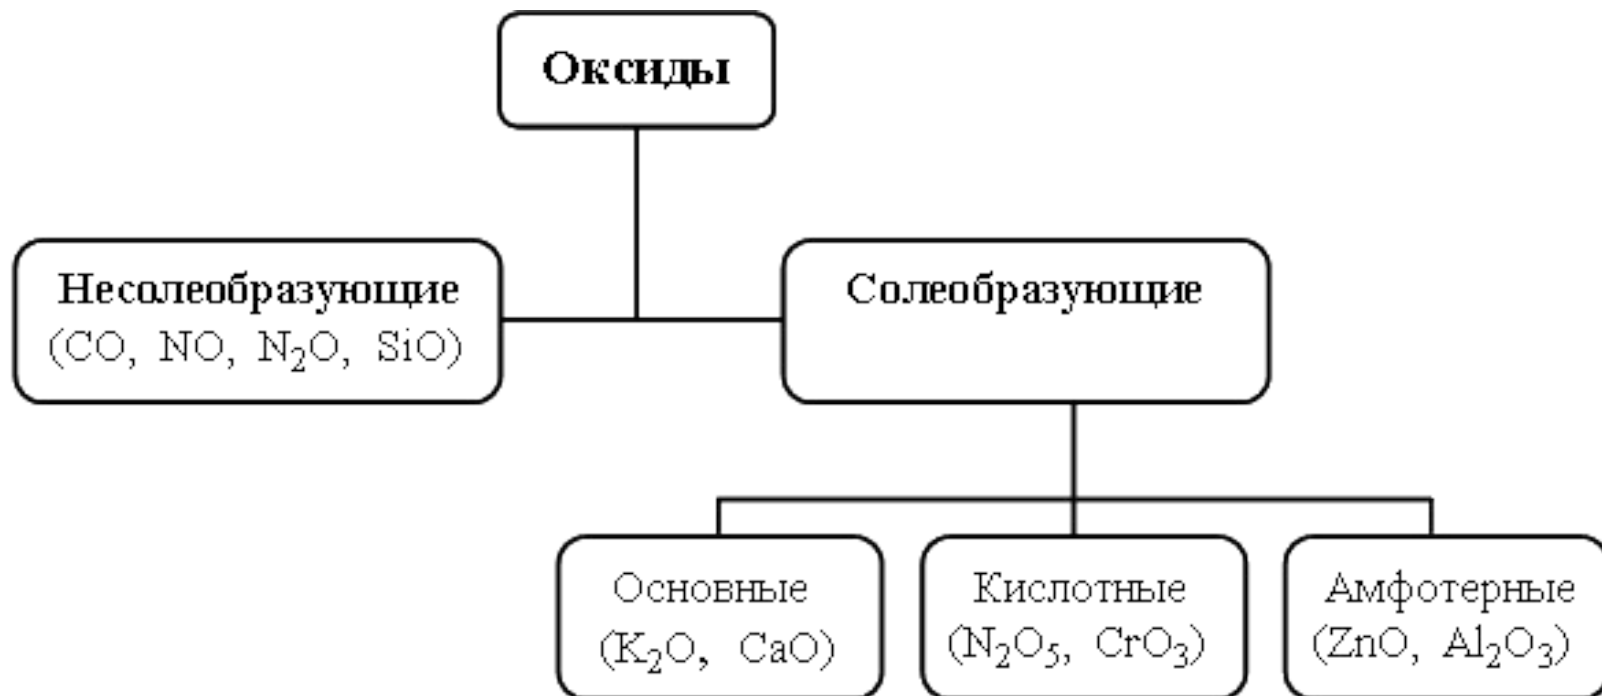 Оксиды
Несолеобразующие
(CO, NO, N₂O, SiO)
Солеобразующие
Основные
(K₂O, CaO)
Кислотные
(N₂O₅, CrO₃)
Амфотерные
(ZnO, Al₂O₃)